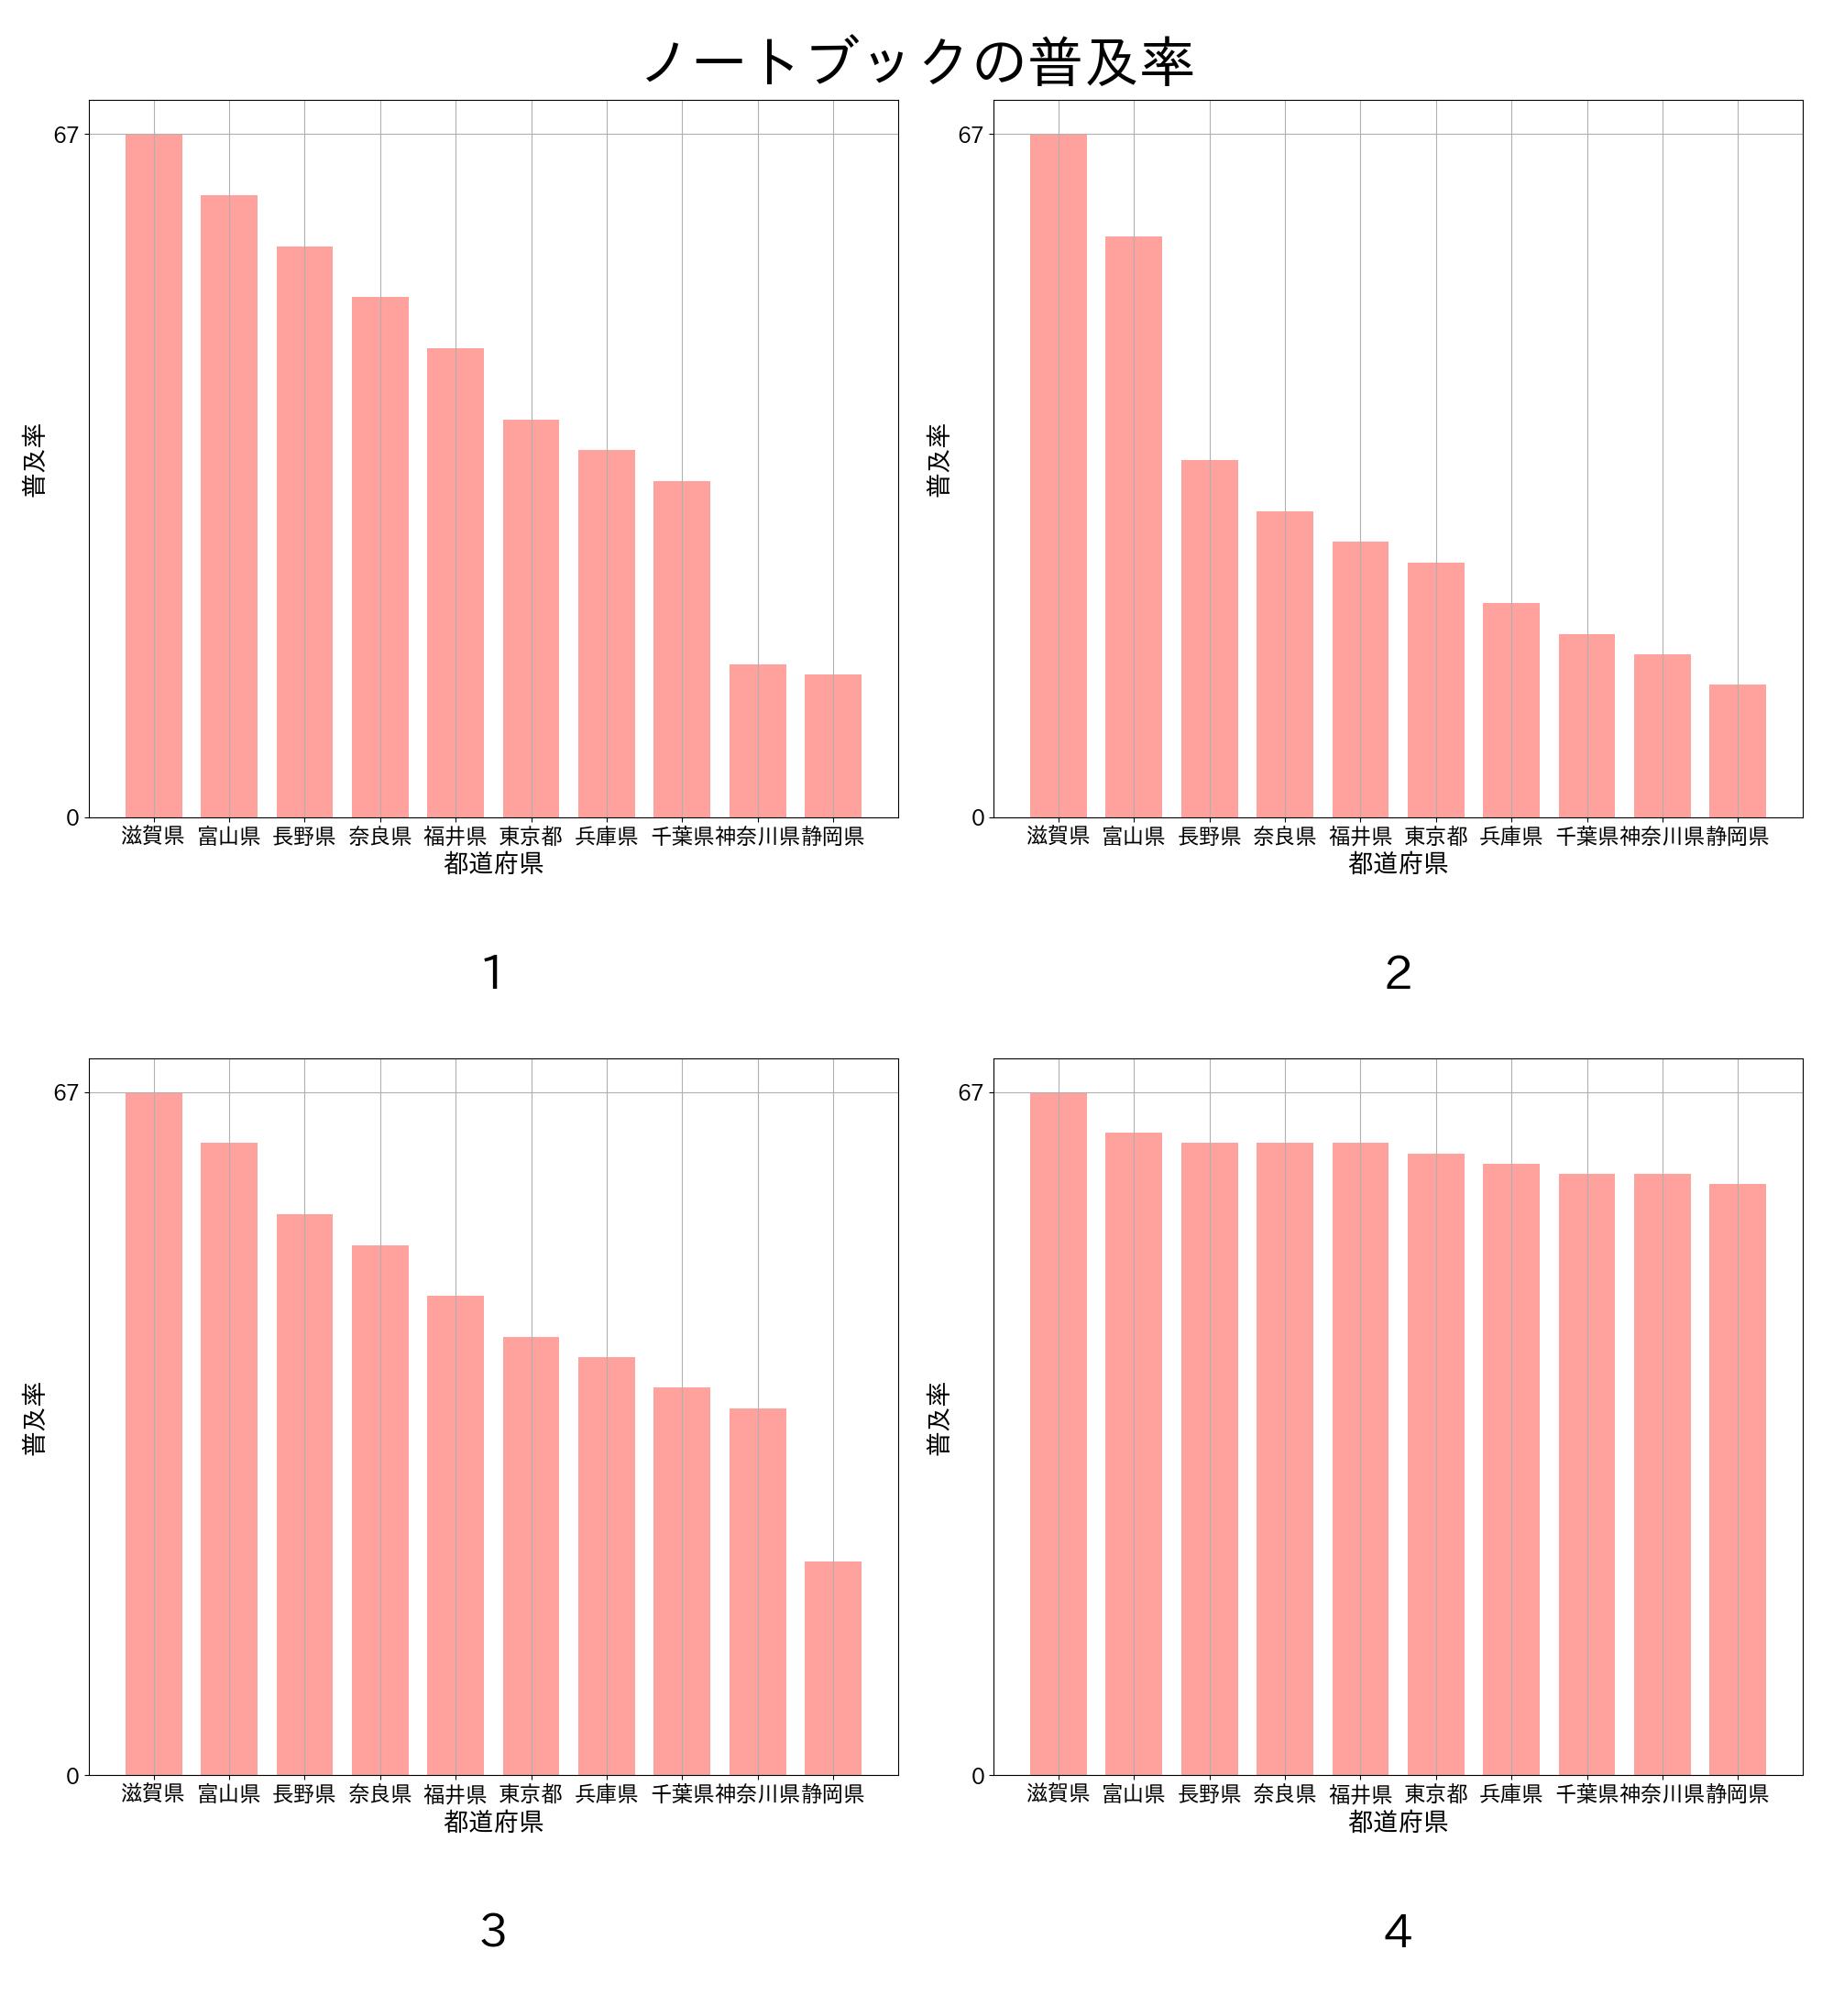 ノートブックの普及率
67
0
普及率
滋賀県 富山県 長野県 奈良県 福井県 東京都 兵庫県 千葉県 神奈川県 静岡県
都道府県
1
67
0
普及率
滋賀県 富山県 長野県 奈良県 福井県 東京都 兵庫県 千葉県 神奈川県 静岡県
都道府県
2
67
0
普及率
滋賀県 富山県 長野県 奈良県 福井県 東京都 兵庫県 千葉県 神奈川県 静岡県
都道府県
3
67
0
普及率
滋賀県 富山県 長野県 奈良県 福井県 東京都 兵庫県 千葉県 神奈川県 静岡県
都道府県
4